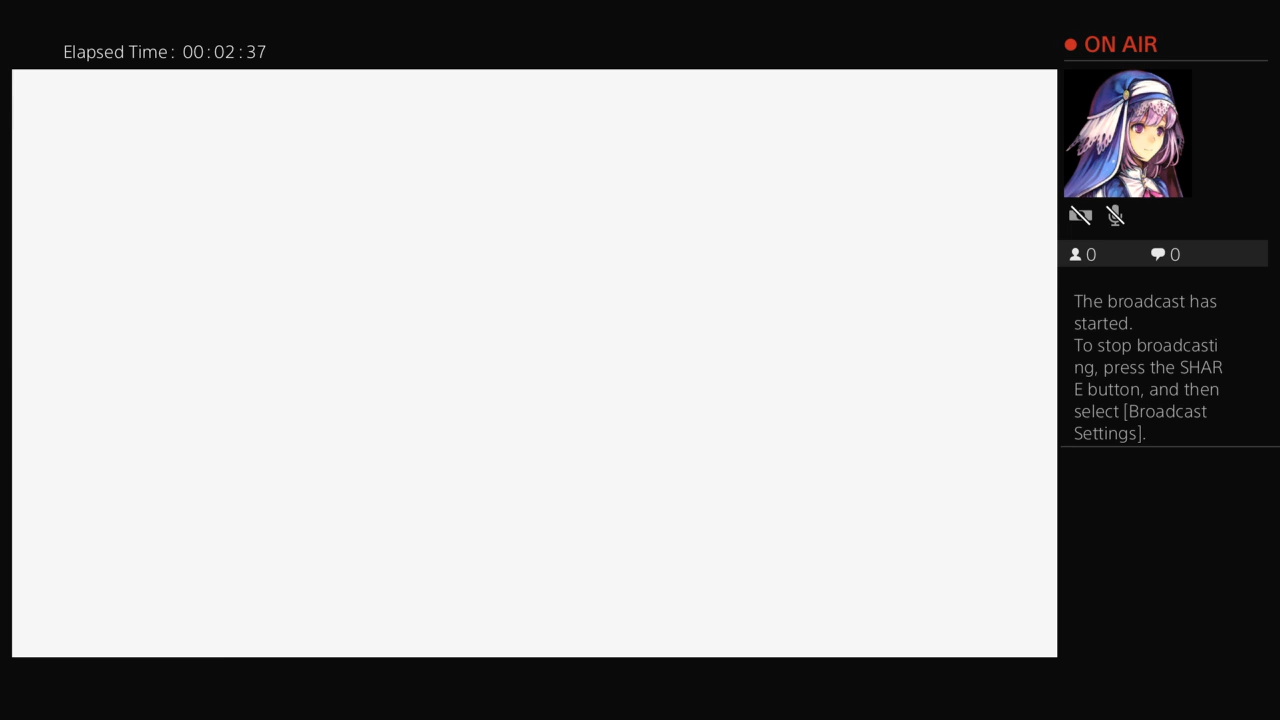 Elapsed Time: 00:02:37
ON AIR
0 0
The broadcast has
started.
To stop broadcasti
ng, press the SHAR
E button, and then
select [Broadcast
Settings].